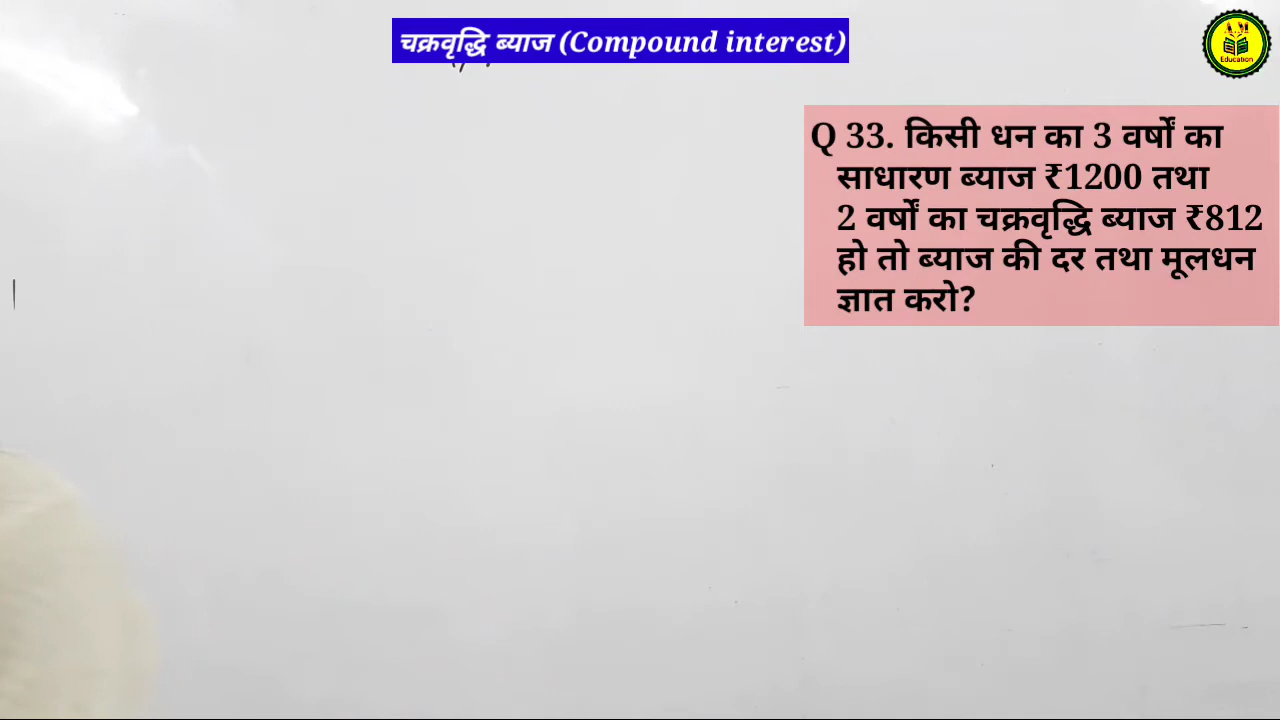 चक्रवृद्धि ब्याज (Compound interest)
Education
Q 33. किसी धन का 3 वर्षों का
साधारण ब्याज ₹1200 तथा
2 वर्षों का चक्रवृद्धि ब्याज ₹812
हो तो ब्याज की दर तथा मूलधन
ज्ञात करो?